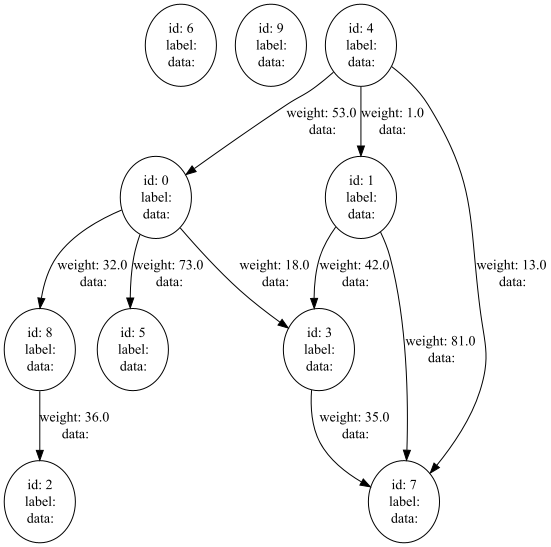 id: 6
label:
data:
id: 9
label:
data:
id: 4
label:
data:
weight: 53.0
data:
weight: 1.0
data:
id: 0
label:
data:
id: 1
label:
data:
weight: 32.0
data:
weight: 73.0
data:
weight: 18.0
data:
weight: 42.0
data:
weight: 13.0
data:
id: 8
label:
data:
id: 5
label:
data:
id: 3
label:
data:
weight: 81.0
data:
weight: 36.0
data:
weight: 35.0
data:
id: 2
label:
data:
id: 7
label:
data: